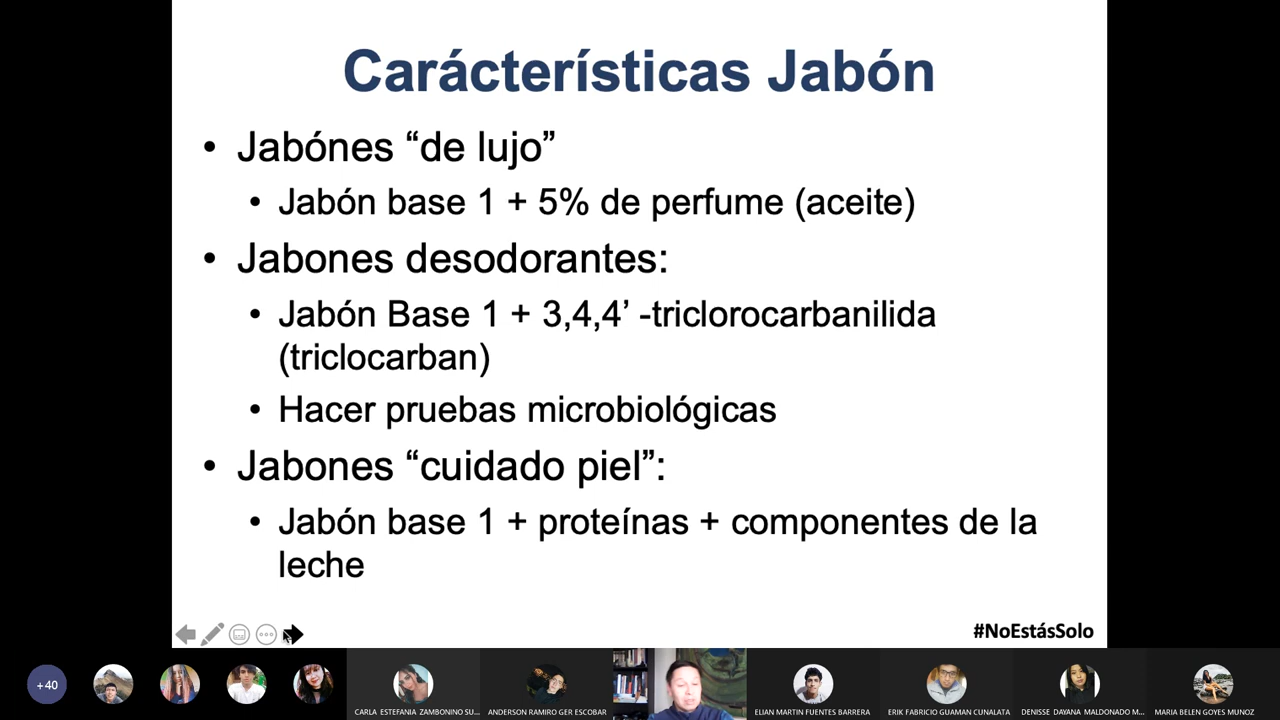 Carácterísticas Jabón
• Jabónes “de lujo”
• Jabón base 1 + 5% de perfume (aceite)
• Jabones desodorantes:
• Jabón Base 1 + 3,4,4’ -triclorocarbanilida
(triclocarban)
• Hacer pruebas microbiológicas
• Jabones “cuidado piel”:
• Jabón base 1 + proteínas + componentes de la
leche
#NoEstásSolo
+40
CARLA ESTEFANIA ZAMBONINO SU...
ANDERSON RAMIRO GER ESCOBAR
ELIAN MARTIN FUENTES BARRERA
ERIK FABRICIO GUAMAN CUNALATA
DENISSE DAYANA MALDONADO M...
MARIA BELEN GOYES MUNOZ